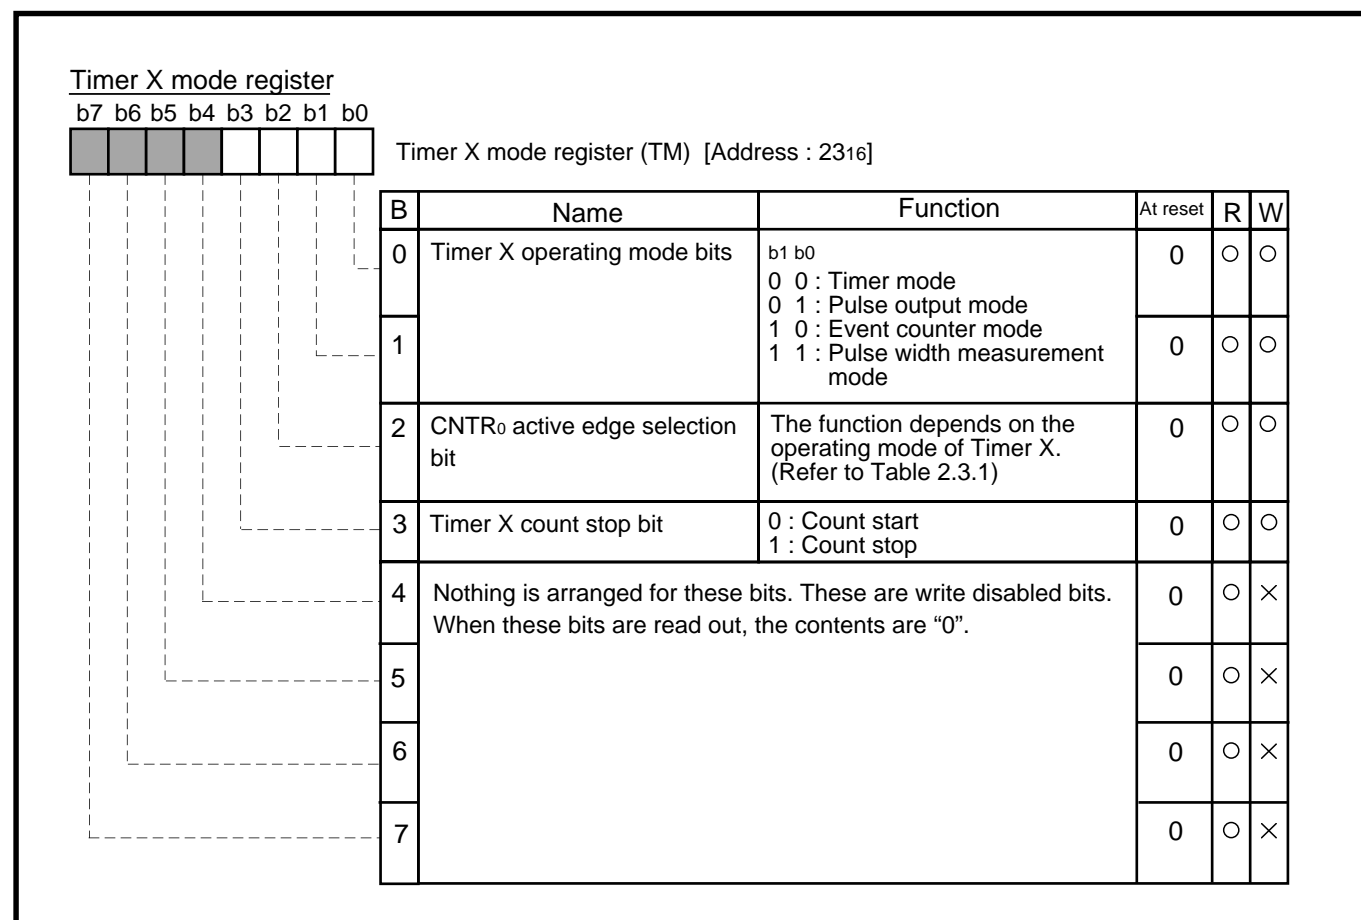 Timer X mode register
b7 b6 b5 b4 b3 b2 b1 b0
Timer X mode register (TM) [Address : 2316]
B Name Function At reset R W
0 Timer X operating mode bits b1 b0 0 ○ ○
0 0 : Timer mode
0 1 : Pulse output mode
1 0 : Event counter mode
1 1 1 : Pulse width measurement 0 ○ ○
mode
2 CNTR0 active edge selection The function depends on the 0 ○ ○
bit operating mode of Timer X.
(Refer to Table 2.3.1)
3 Timer X count stop bit 0 : Count start 0 ○ ○
1 : Count stop
4 Nothing is arranged for these bits. These are write disabled bits. 0 ○ ×
When these bits are read out, the contents are “0”.
5 0 ○ ×
6 0 ○ ×
7 0 ○ ×